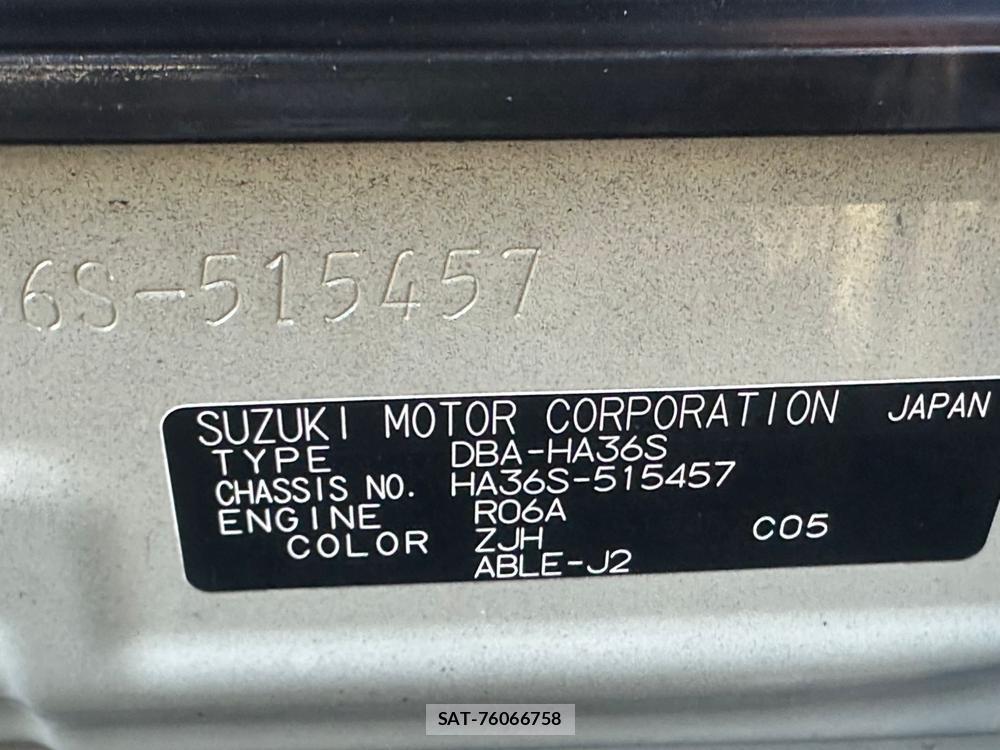 6S-515457
SUZUKI MOTOR CORPORATION JAPAN
TYPE DBA-HA36S
CHASSIS NO. HA36S-515457
ENGINE R06A
COLOR ZJH C05
ABLE-J2
SAT-76066758